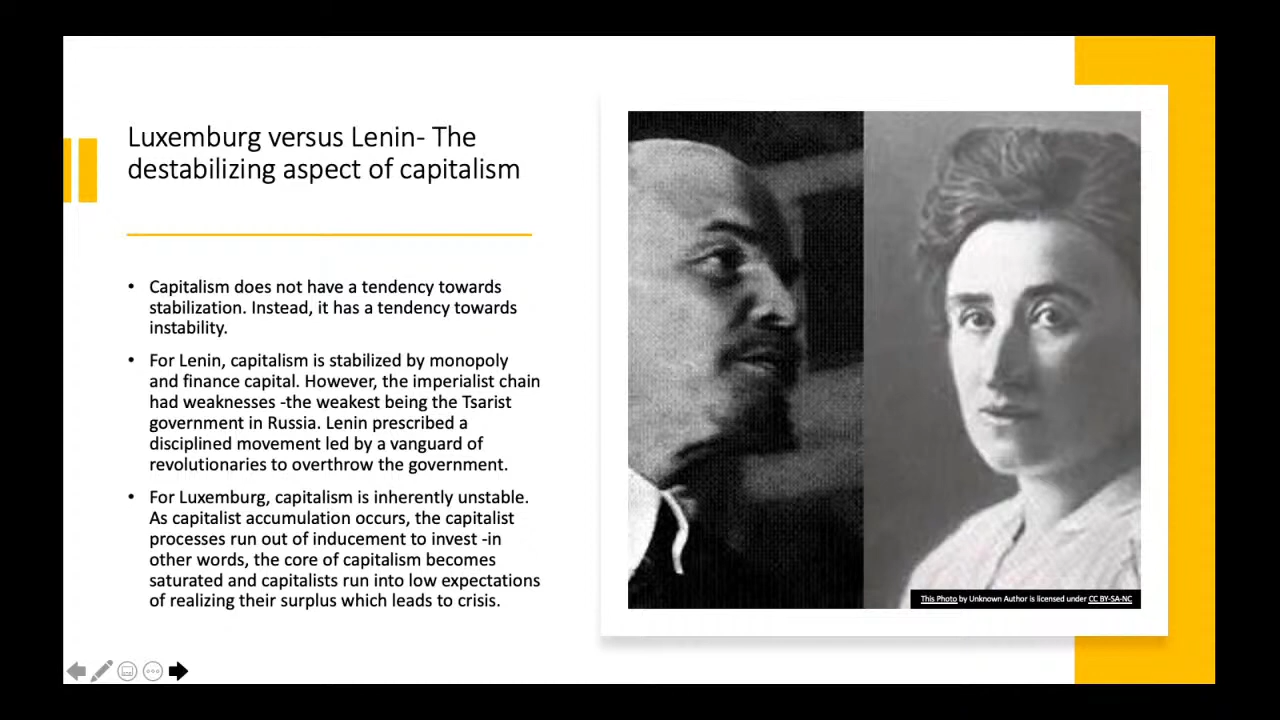 Luxemburg versus Lenin- The
destabilizing aspect of capitalism
• Capitalism does not have a tendency towards
stabilization. Instead, it has a tendency towards
instability.
• For Lenin, capitalism is stabilized by monopoly
and finance capital. However, the imperialist chain
had weaknesses -the weakest being the Tsarist
government in Russia. Lenin prescribed a
disciplined movement led by a vanguard of
revolutionaries to overthrow the government.
• For Luxemburg, capitalism is inherently unstable.
As capitalist accumulation occurs, the capitalist
processes run out of inducement to invest -in
other words, the core of capitalism becomes
saturated and capitalists run into low expectations
of realizing their surplus which leads to crisis.
This Photo by Unknown Author is licensed under CC BY-SA-NC